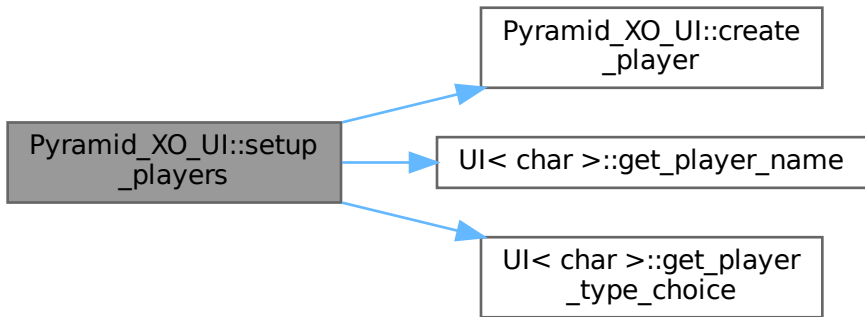 Pyramid_XO_UI::setup
_players
Pyramid_XO_UI::create
_player
UI< char >::get_player_name
UI< char >::get_player
_type_choice